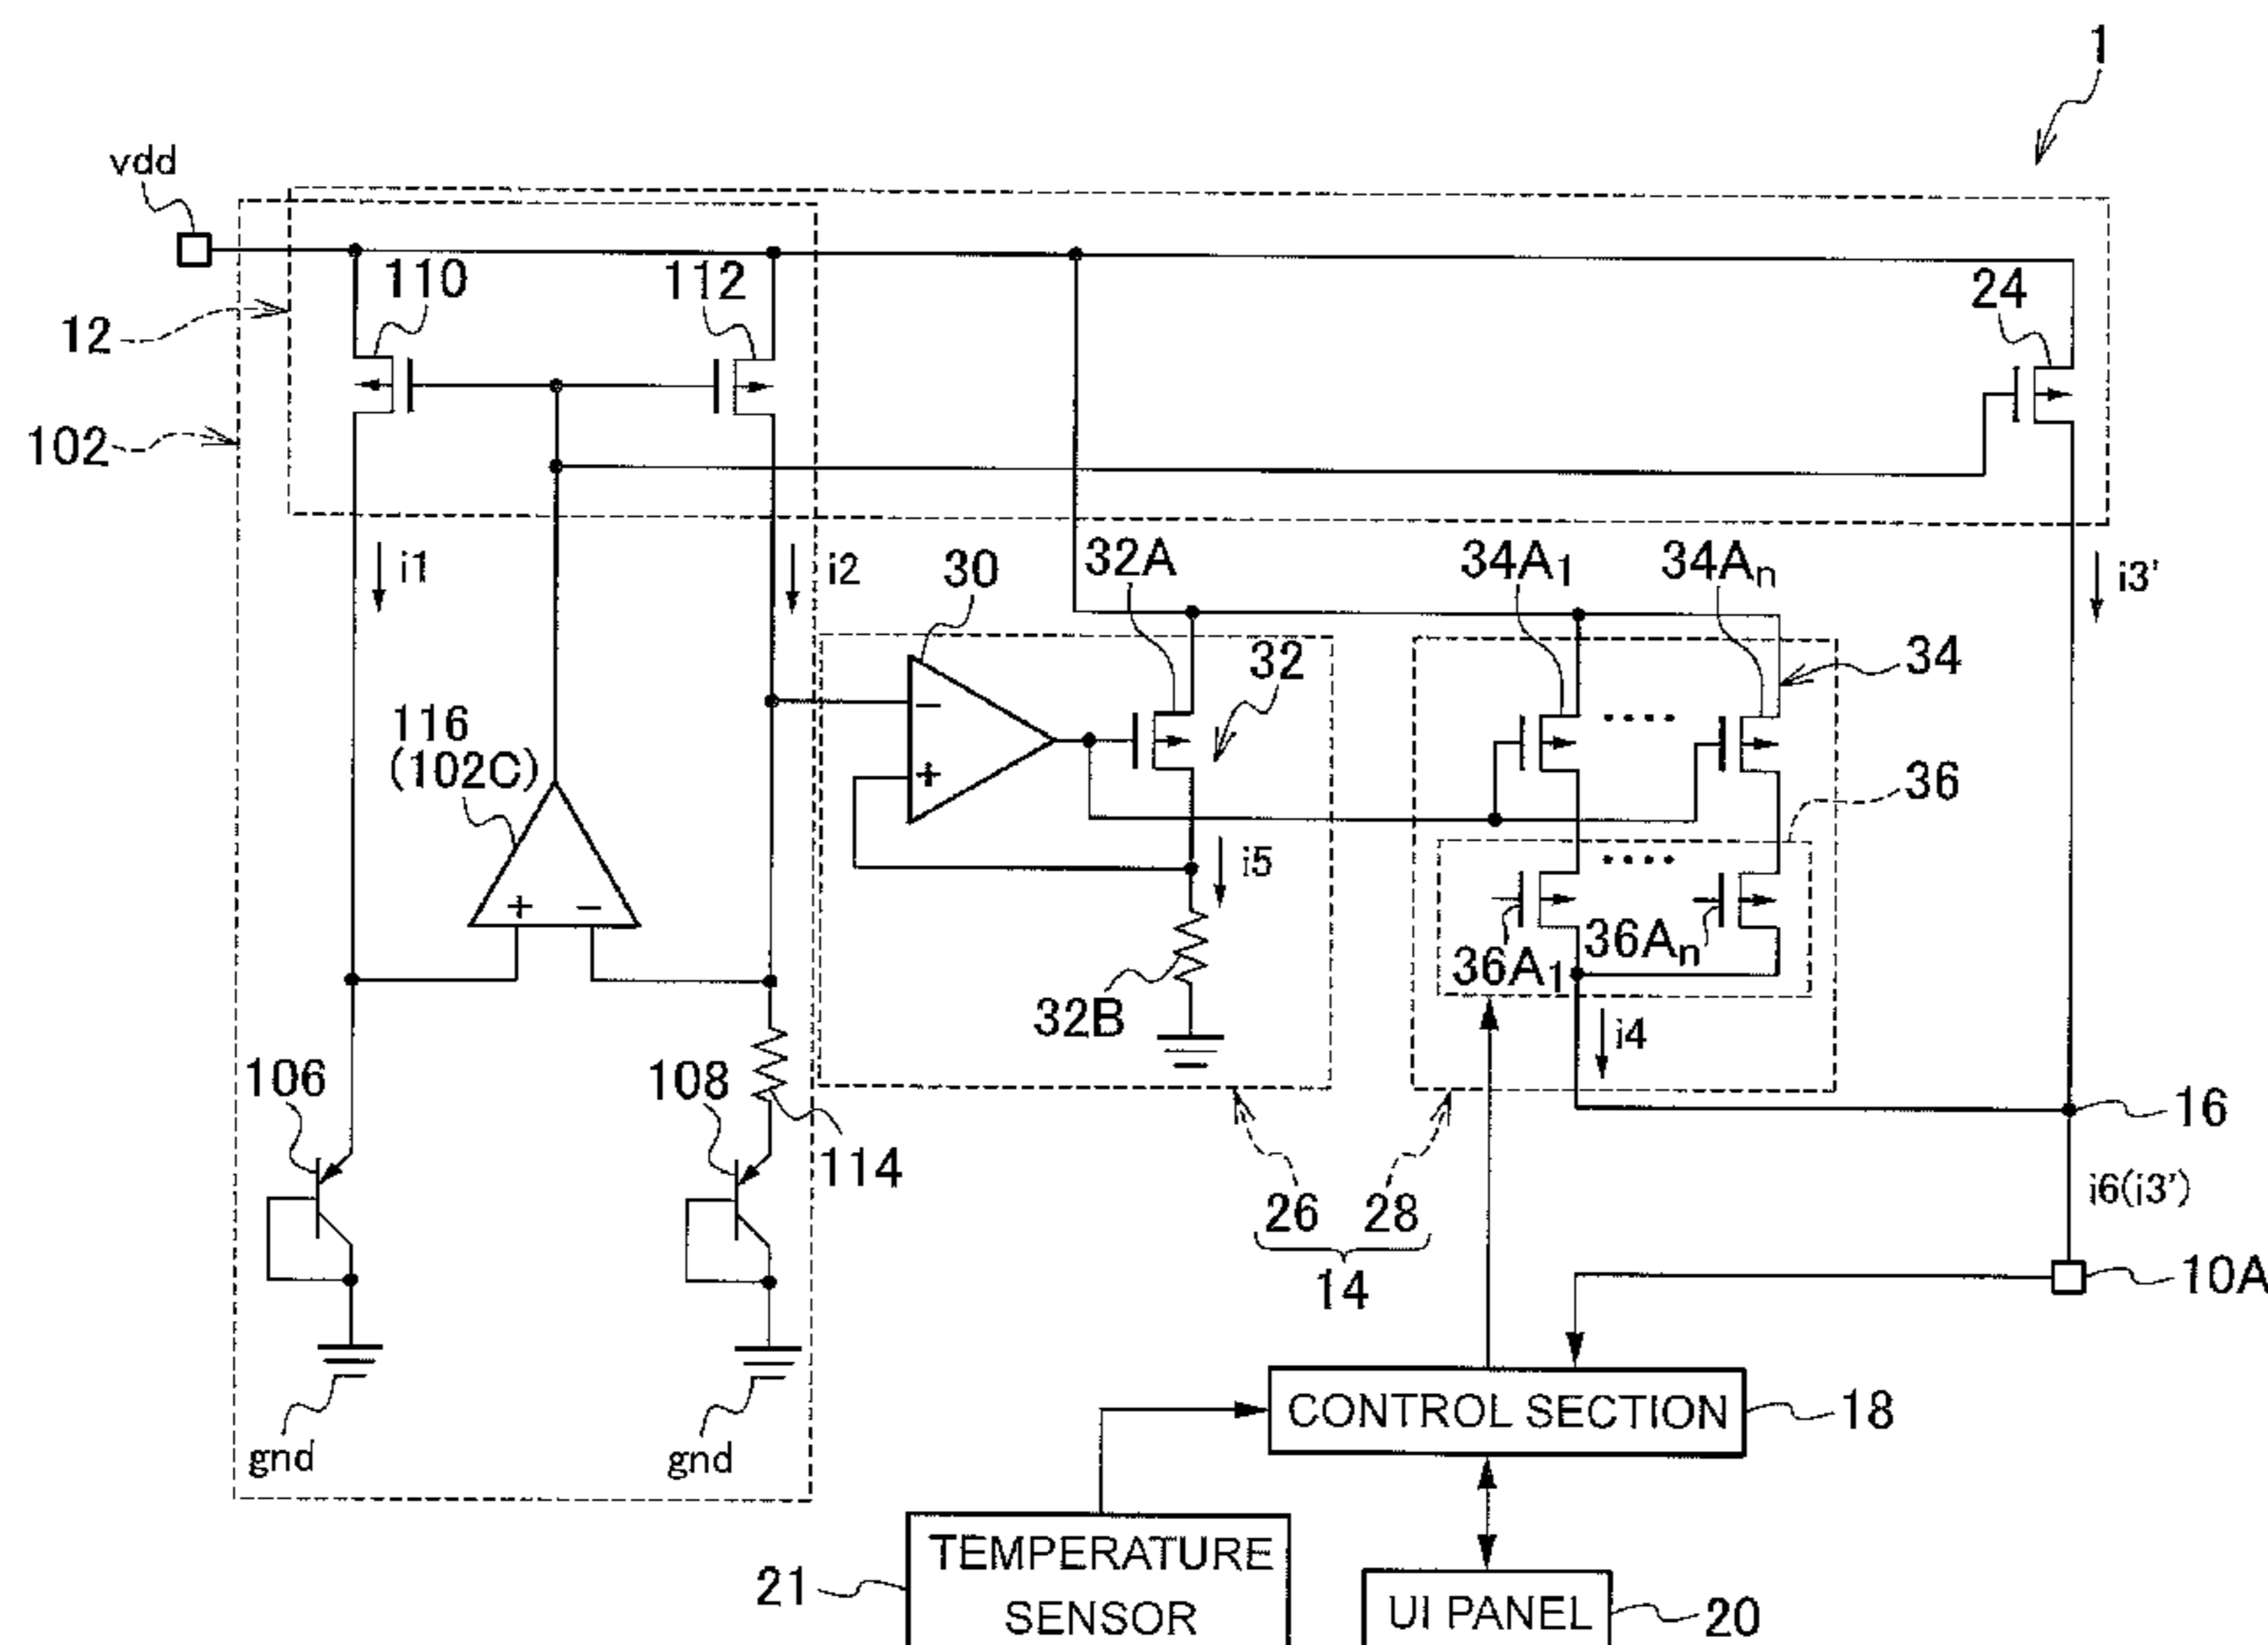 1
vdd
110
112
24
12
102
i1
i2
30
32A
34A1
34An
i3'
32
34
116
(102C)
36
i5
36A1
36An
32B
i4
106
108
114
16
26
28
i6(i3')
14
10A
gnd
gnd
CONTROL SECTION
18
21
TEMPERATURE
SENSOR
UI PANEL
20